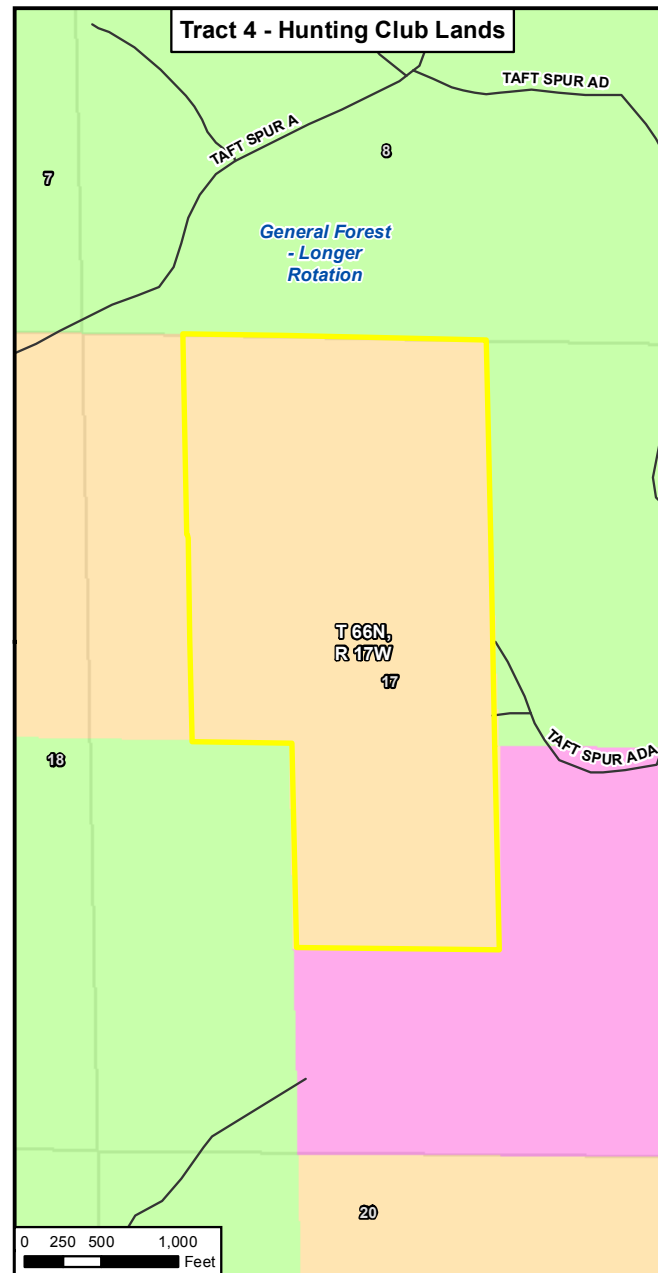 Tract 4 - Hunting Club Lands
TAFT SPUR AD
TAFT SPUR A
8
7
General Forest
- Longer
Rotation
T 66N,
R 17W
17
TAFT SPUR ADA
18
20
0 250 500 1,000
Feet